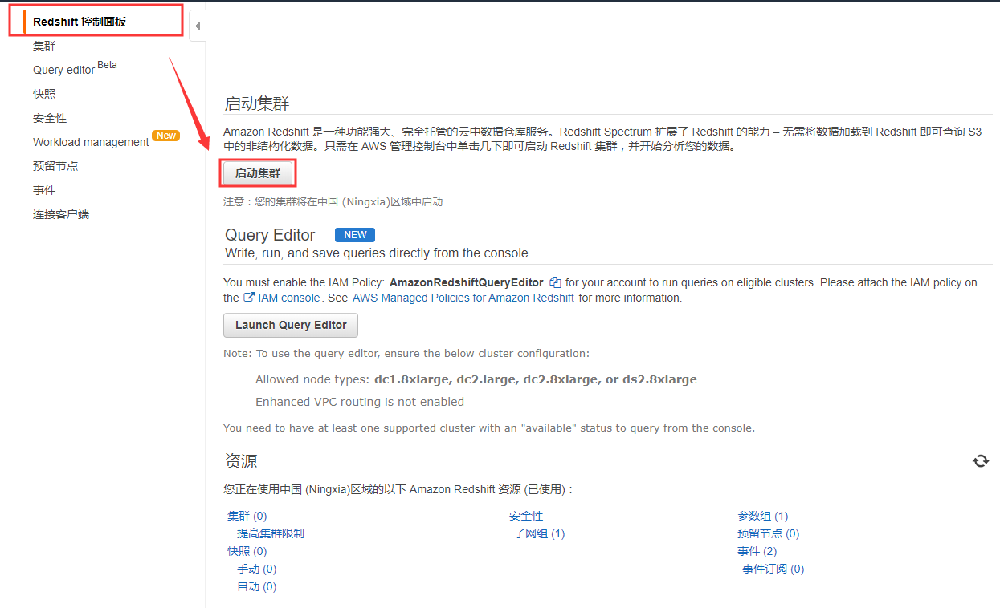 Redshift 控制面板
集群
Query editor Beta
快照
安全性
Workload management New
预留节点
事件
连接客户端
启动集群
Amazon Redshift 是一种功能强大、完全托管的云中数据仓库服务。Redshift Spectrum 扩展了 Redshift 的能力 – 无需将数据加载到 Redshift 即可查询 S3
中的非结构化数据。只需在 AWS 管理控制台中单击几下即可启动 Redshift 集群，并开始分析您的数据。
启动集群
注意：您的集群将在中国 (Ningxia)区域中启动
Query Editor NEW
Write, run, and save queries directly from the console
You must enable the IAM Policy: AmazonRedshiftQueryEditor for your account to run queries on eligible clusters. Please attach the IAM policy on
the IAM console. See AWS Managed Policies for Amazon Redshift for more information.
Launch Query Editor
Note: To use the query editor, ensure the below cluster configuration:
Allowed node types: dc1.8xlarge, dc2.large, dc2.8xlarge, or ds2.8xlarge
Enhanced VPC routing is not enabled
You need to have at least one supported cluster with an "available" status to query from the console.
资源
您正在使用中国 (Ningxia)区域的以下 Amazon Redshift 资源 (已使用)：
集群 (0)
提高集群限制
快照 (0)
手动 (0)
自动 (0)
安全性
子网组 (1)
参数组 (1)
预留节点 (0)
事件 (2)
事件订阅 (0)